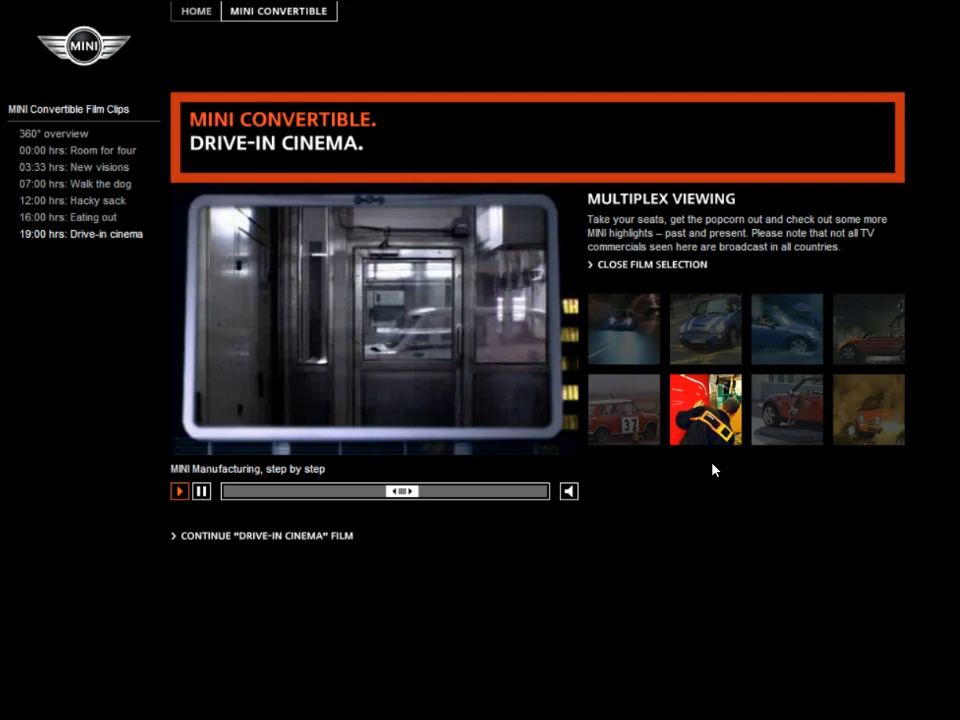 HOME
MINI CONVERTIBLE
MINI
MINI Convertible Film Clips
360° overview
00:00 hrs: Room for four
03:33 hrs: New visions
07:00 hrs: Walk the dog
12:00 hrs: Hacky sack
16:00 hrs: Eating out
19:00 hrs: Drive-in cinema
MINI CONVERTIBLE.
DRIVE-IN CINEMA.
MULTIPLEX VIEWING
Take your seats, get the popcorn out and check out some more
MINI highlights – past and present. Please note that not all TV
commercials seen here are broadcast in all countries.
CLOSE FILM SELECTION
37
MINI Manufacturing, step by step
CONTINUE "DRIVE-IN CINEMA" FILM